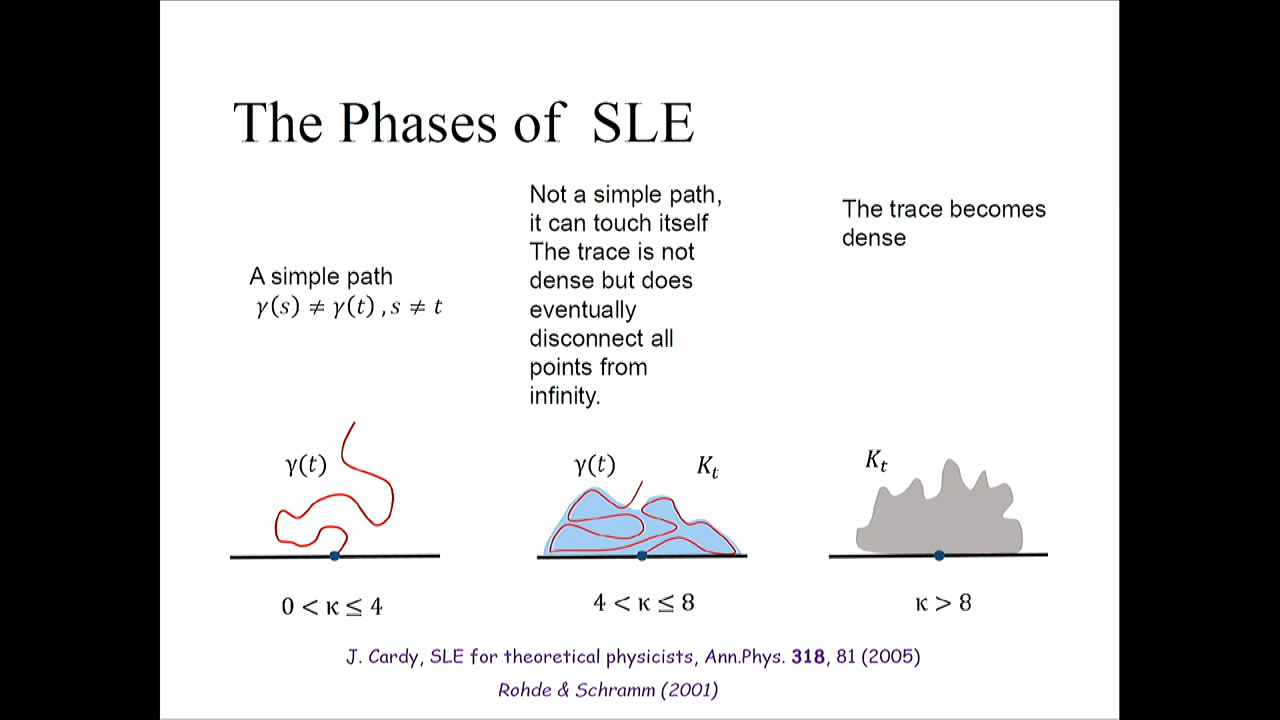 The Phases of SLE
A simple path
γ(s) ≠ γ(t) , s ≠ t
Not a simple path,
it can touch itself
The trace is not
dense but does
eventually
disconnect all
points from
infinity.
The trace becomes
dense
γ(t)
γ(t)
K_t
K_t
0 < κ ≤ 4
4 < κ ≤ 8
κ > 8
J. Cardy, SLE for theoretical physicists, Ann.Phys. 318, 81 (2005)
Rohde & Schramm (2001)